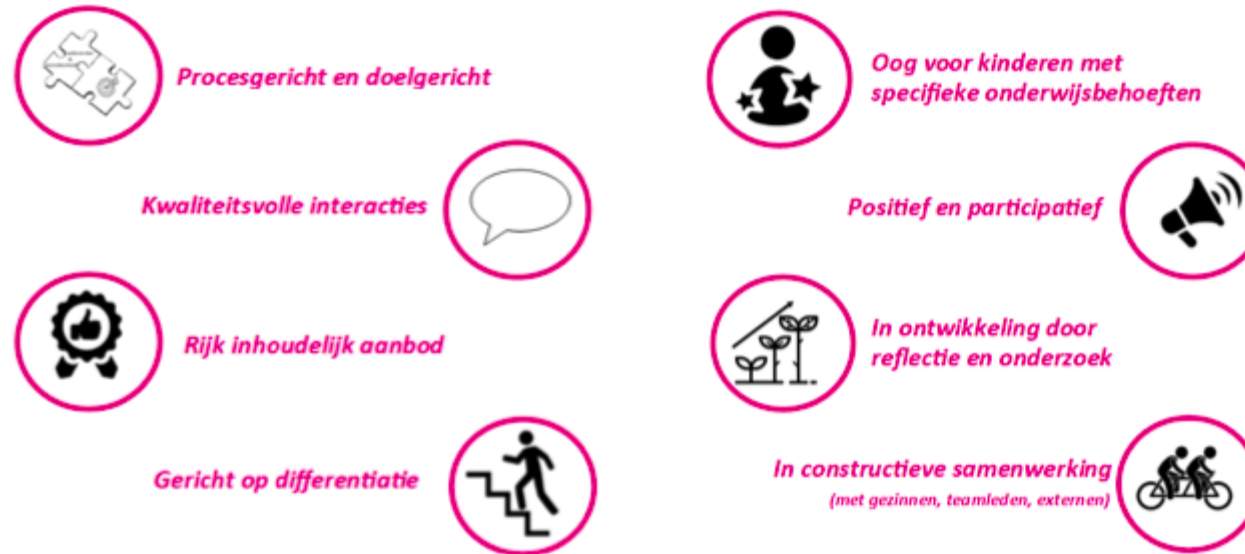 Procesgericht en doelgericht
Kwaliteitsvolle interacties
Rijk inhoudelijk aanbod
Gericht op differentiatie
Oog voor kinderen met
specifieke onderwijsbehoeften
Positief en participatief
In ontwikkeling door
reflectie en onderzoek
In constructieve samenwerking
(met gezinnen, teamleden, externen)